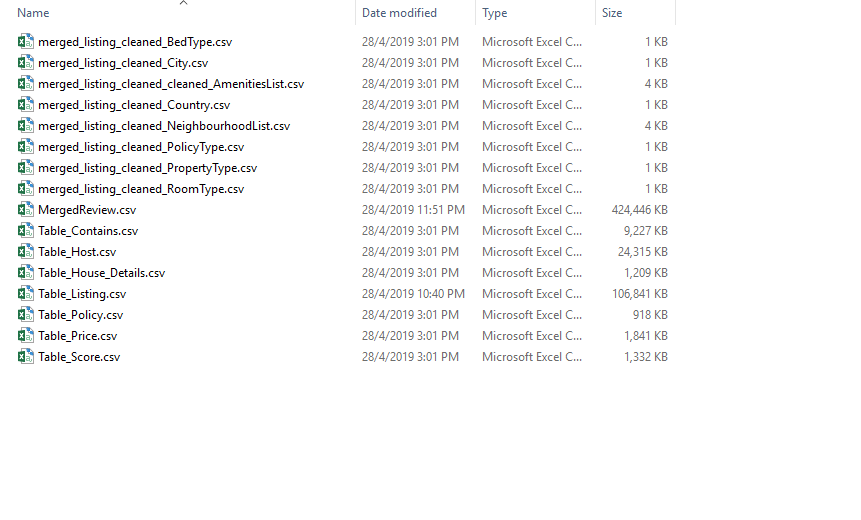 Name Date modified Type Size
merged_listing_cleaned_BedType.csv 28/4/2019 3:01 PM Microsoft Excel C... 1 KB
merged_listing_cleaned_City.csv 28/4/2019 3:01 PM Microsoft Excel C... 1 KB
merged_listing_cleaned_cleaned_AmenitiesList.csv 28/4/2019 3:01 PM Microsoft Excel C... 4 KB
merged_listing_cleaned_Country.csv 28/4/2019 3:01 PM Microsoft Excel C... 1 KB
merged_listing_cleaned_NeighbourhoodList.csv 28/4/2019 3:01 PM Microsoft Excel C... 4 KB
merged_listing_cleaned_PolicyType.csv 28/4/2019 3:01 PM Microsoft Excel C... 1 KB
merged_listing_cleaned_PropertyType.csv 28/4/2019 3:01 PM Microsoft Excel C... 1 KB
merged_listing_cleaned_RoomType.csv 28/4/2019 3:01 PM Microsoft Excel C... 1 KB
MergedReview.csv 28/4/2019 11:51 PM Microsoft Excel C... 424,446 KB
Table_Contains.csv 28/4/2019 3:01 PM Microsoft Excel C... 9,227 KB
Table_Host.csv 28/4/2019 3:01 PM Microsoft Excel C... 24,315 KB
Table_House_Details.csv 28/4/2019 3:01 PM Microsoft Excel C... 1,209 KB
Table_Listing.csv 28/4/2019 10:40 PM Microsoft Excel C... 106,841 KB
Table_Policy.csv 28/4/2019 3:01 PM Microsoft Excel C... 918 KB
Table_Price.csv 28/4/2019 3:01 PM Microsoft Excel C... 1,841 KB
Table_Score.csv 28/4/2019 3:01 PM Microsoft Excel C... 1,332 KB